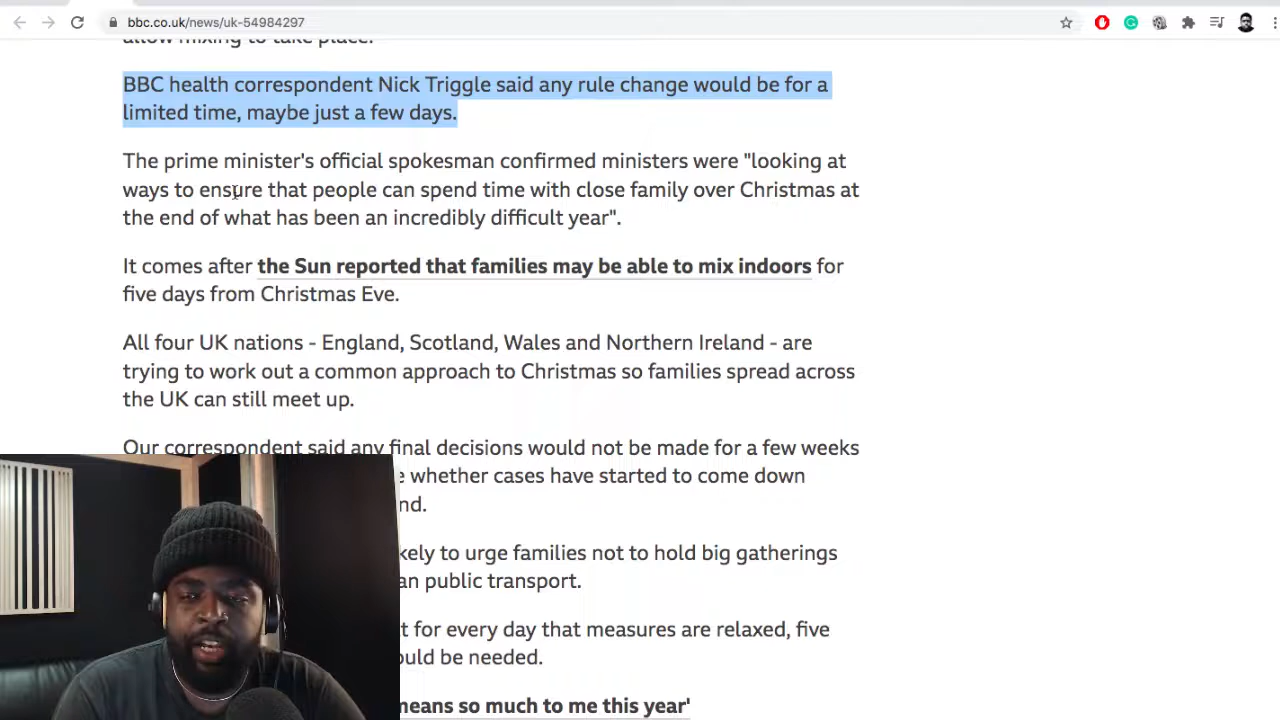 bbc.co.uk/news/uk-54984297
allow mixing to take place.
BBC health correspondent Nick Triggle said any rule change would be for a
limited time, maybe just a few days.
The prime minister's official spokesman confirmed ministers were "looking at
ways to ensure that people can spend time with close family over Christmas at
the end of what has been an incredibly difficult year".
It comes after the Sun reported that families may be able to mix indoors for
five days from Christmas Eve.
All four UK nations - England, Scotland, Wales and Northern Ireland - are
trying to work out a common approach to Christmas so families spread across
the UK can still meet up.
Our correspondent said any final decisions would not be made for a few weeks
whether cases have started to come down
nd.
kely to urge families not to hold big gatherings
an public transport.
t for every day that measures are relaxed, five
ould be needed.
means so much to me this year'